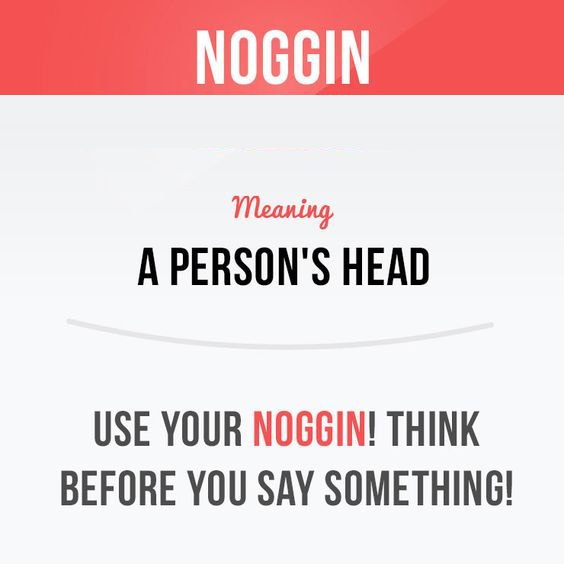 NOGGIN
Meaning
A PERSON'S HEAD
USE YOUR NOGGIN! THINK
BEFORE YOU SAY SOMETHING!